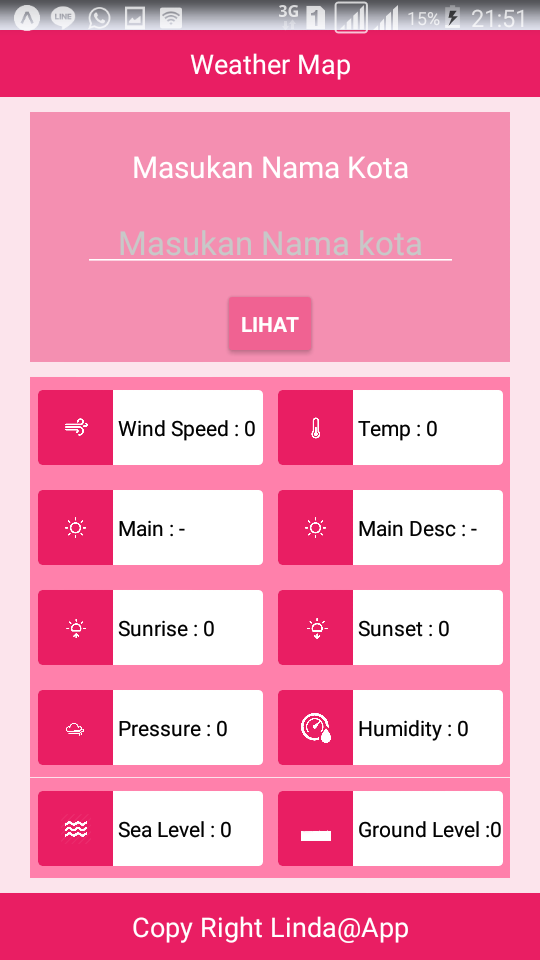 LINE 3G 1 15% 21:51
Weather Map
Masukan Nama Kota
Masukan Nama kota
LIHAT
Wind Speed : 0 Temp : 0
Main : - Main Desc : -
Sunrise : 0 Sunset : 0
Pressure : 0 Humidity : 0
Sea Level : 0 Ground Level :0
Copy Right Linda@App